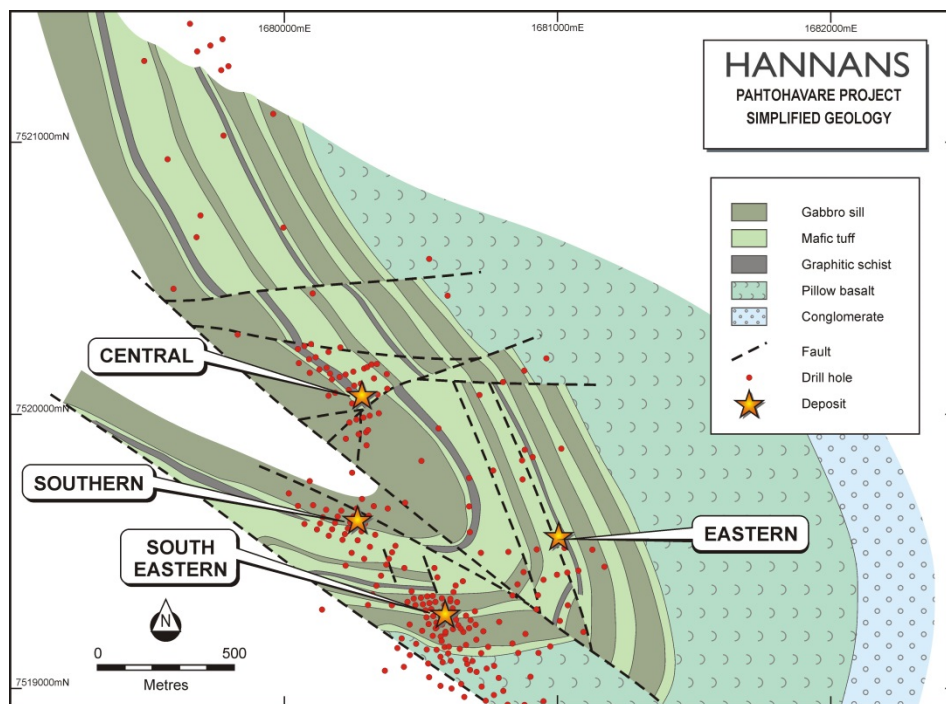 1680000mE
1681000mE
1682000mE
HANNANS
PAHTOHAVARE PROJECT
SIMPLIFIED GEOLOGY
7521000mN
Gabbro sill
Mafic tuff
Graphitic schist
Pillow basalt
Conglomerate
Fault
Drill hole
Deposit
CENTRAL
7520000mN
SOUTHERN
SOUTH
EASTERN
EASTERN
N
0 500
Metres
7519000mN